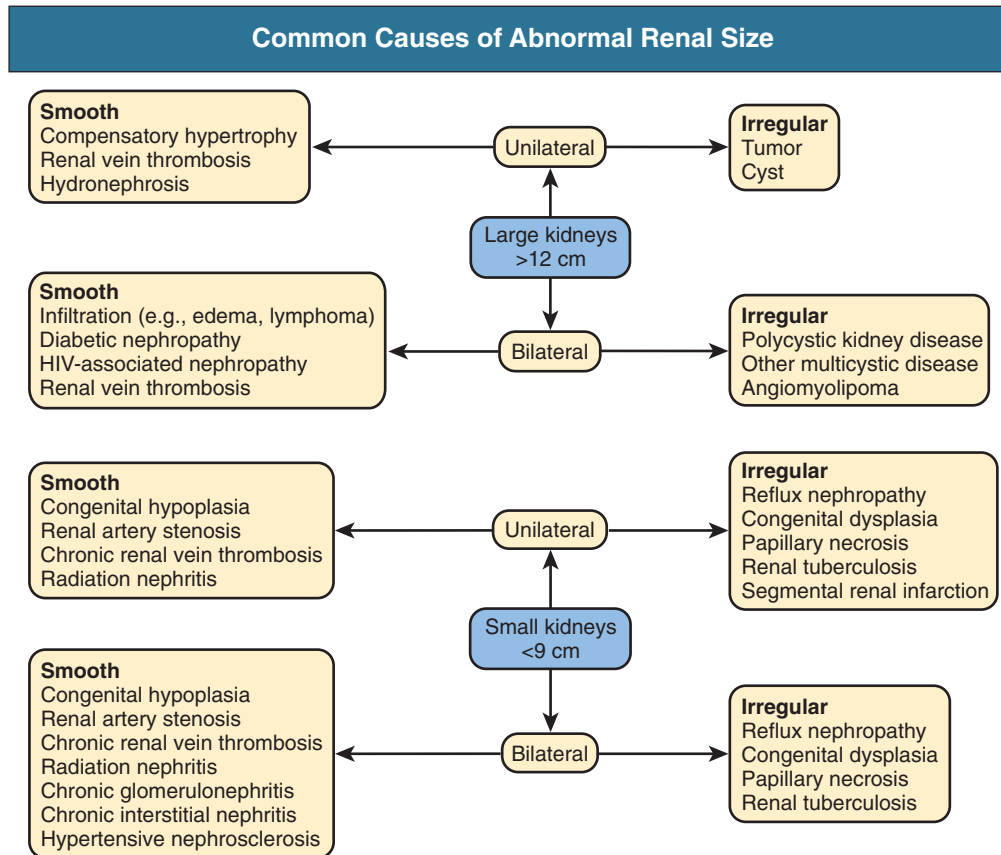 Common Causes of Abnormal Renal Size
Smooth
Compensatory hypertrophy
Renal vein thrombosis
Hydronephrosis
Unilateral
Irregular
Tumor
Cyst
Large kidneys
>12 cm
Smooth
Infiltration (e.g., edema, lymphoma)
Diabetic nephropathy
HIV-associated nephropathy
Renal vein thrombosis
Bilateral
Irregular
Polycystic kidney disease
Other multicystic disease
Angiomyolipoma
Smooth
Congenital hypoplasia
Renal artery stenosis
Chronic renal vein thrombosis
Radiation nephritis
Unilateral
Irregular
Reflux nephropathy
Congenital dysplasia
Papillary necrosis
Renal tuberculosis
Segmental renal infarction
Small kidneys
<9 cm
Smooth
Congenital hypoplasia
Renal artery stenosis
Chronic renal vein thrombosis
Radiation nephritis
Chronic glomerulonephritis
Chronic interstitial nephritis
Hypertensive nephrosclerosis
Bilateral
Irregular
Reflux nephropathy
Congenital dysplasia
Papillary necrosis
Renal tuberculosis